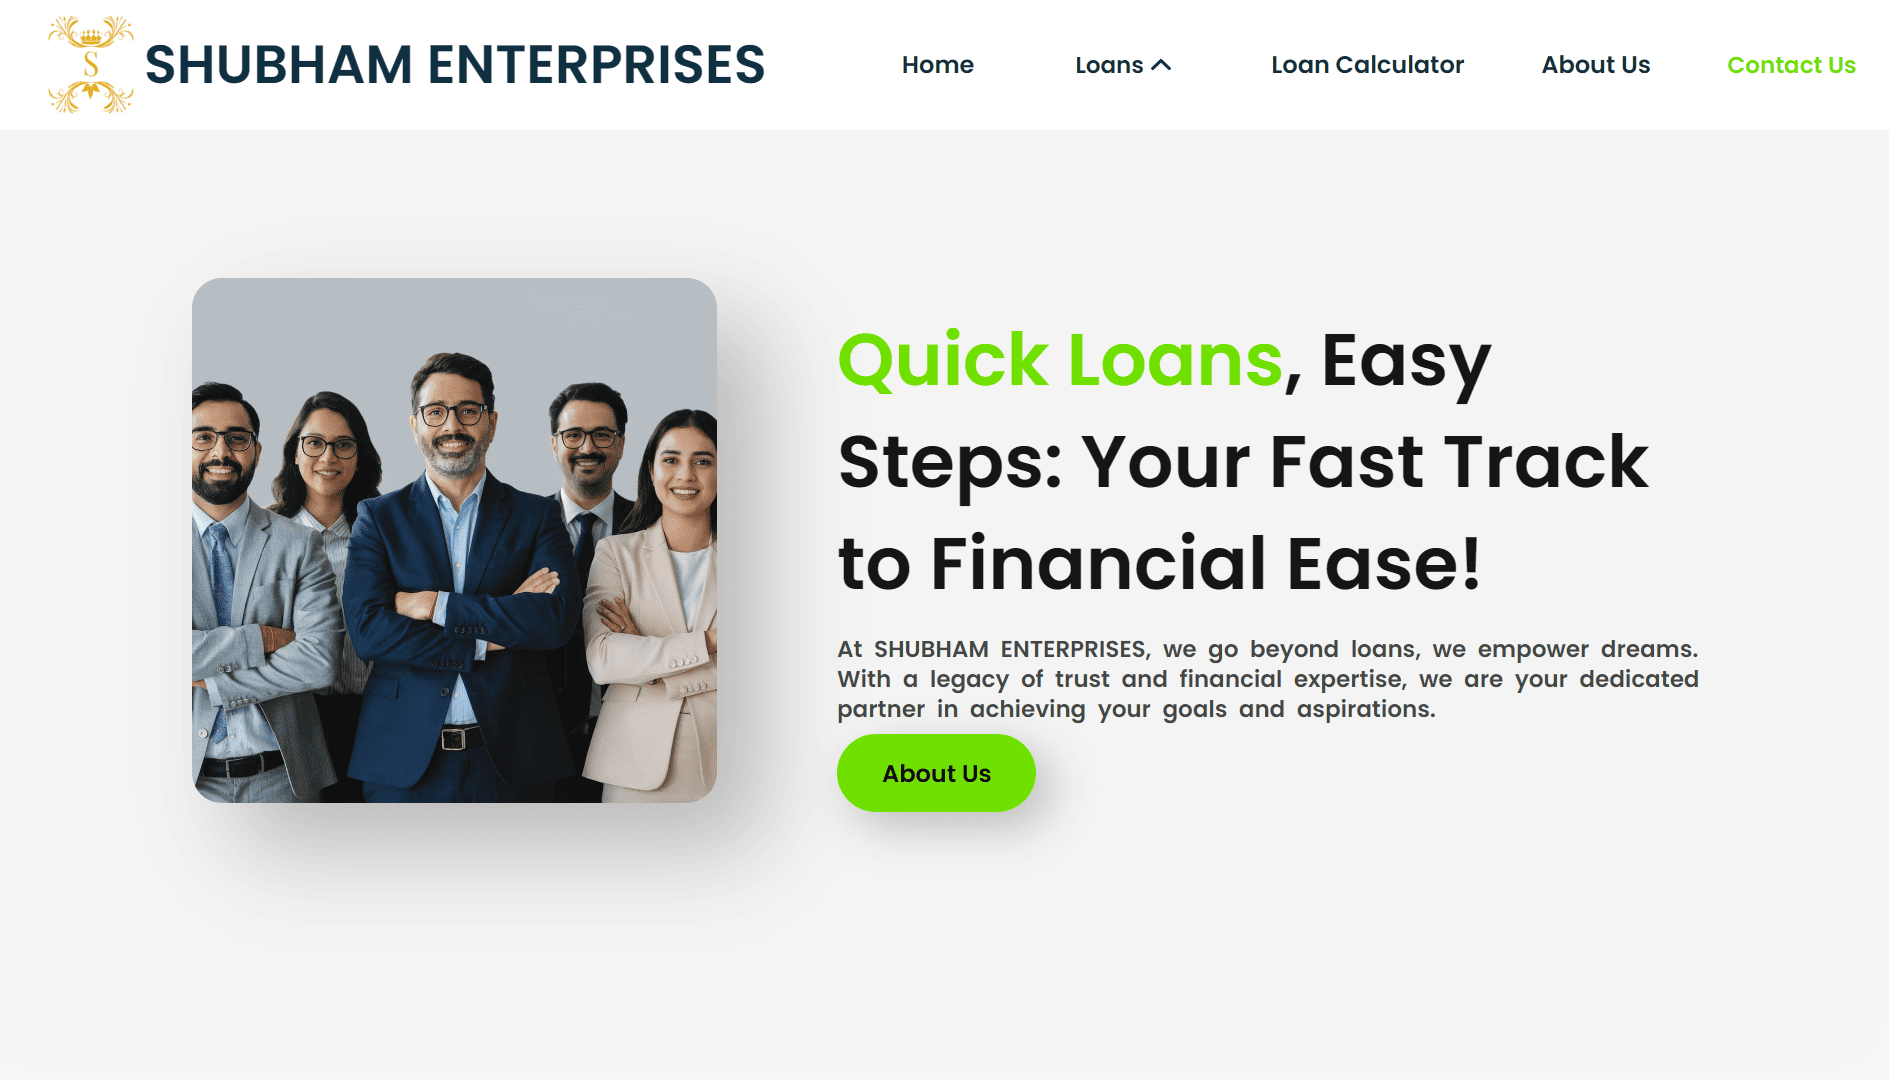 S
SHUBHAM ENTERPRISES
Home
Loans
Loan Calculator
About Us
Contact Us
Quick Loans, Easy
Steps: Your Fast Track
to Financial Ease!
At SHUBHAM ENTERPRISES, we go beyond loans, we empower dreams.
With a legacy of trust and financial expertise, we are your dedicated
partner in achieving your goals and aspirations.
About Us